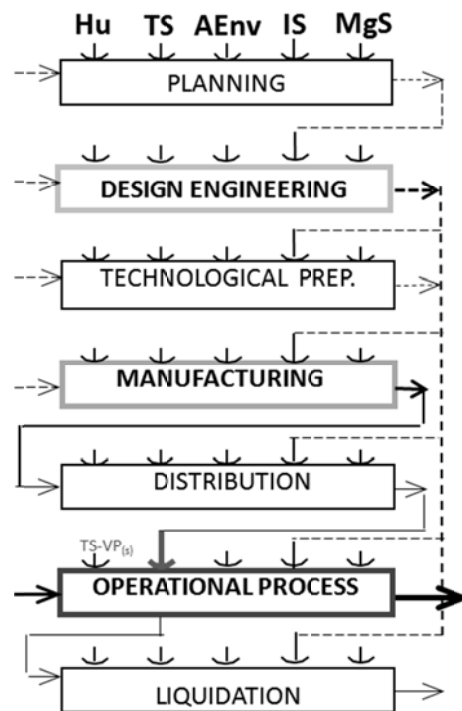 Hu TS AEnv IS MgS
PLANNING
DESIGN ENGINEERING
TECHNOLOGICAL PREP.
MANUFACTURING
DISTRIBUTION
TS-VP(s)
OPERATIONAL PROCESS
LIQUIDATION